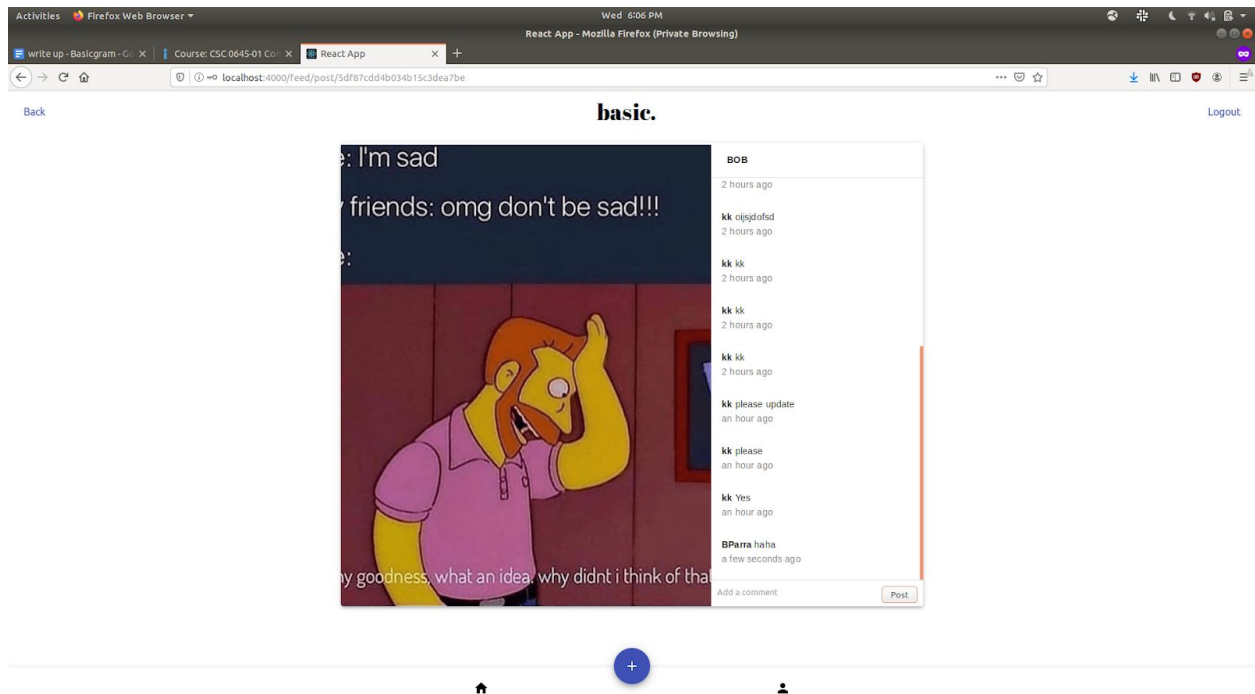 Activities Firefox Web Browser Wed 6:06 PM
React App - Mozilla Firefox (Private Browsing)
write up - Basicgram - Go Course: CSC 0645-01 Con React App
localhost:4000/feed/post/5df87cdd4b034b15c3dea7be
Back basic. Logout
e: I'm sad
friends: omg don't be sad!!!
e:
y goodness, what an idea. why didnt i think of that
BOB
2 hours ago
kk oijsjdofsd
2 hours ago
kk kk
2 hours ago
kk kk
2 hours ago
kk kk
2 hours ago
kk please update
an hour ago
kk please
an hour ago
kk Yes
an hour ago
BParra haha
a few seconds ago
Add a comment Post